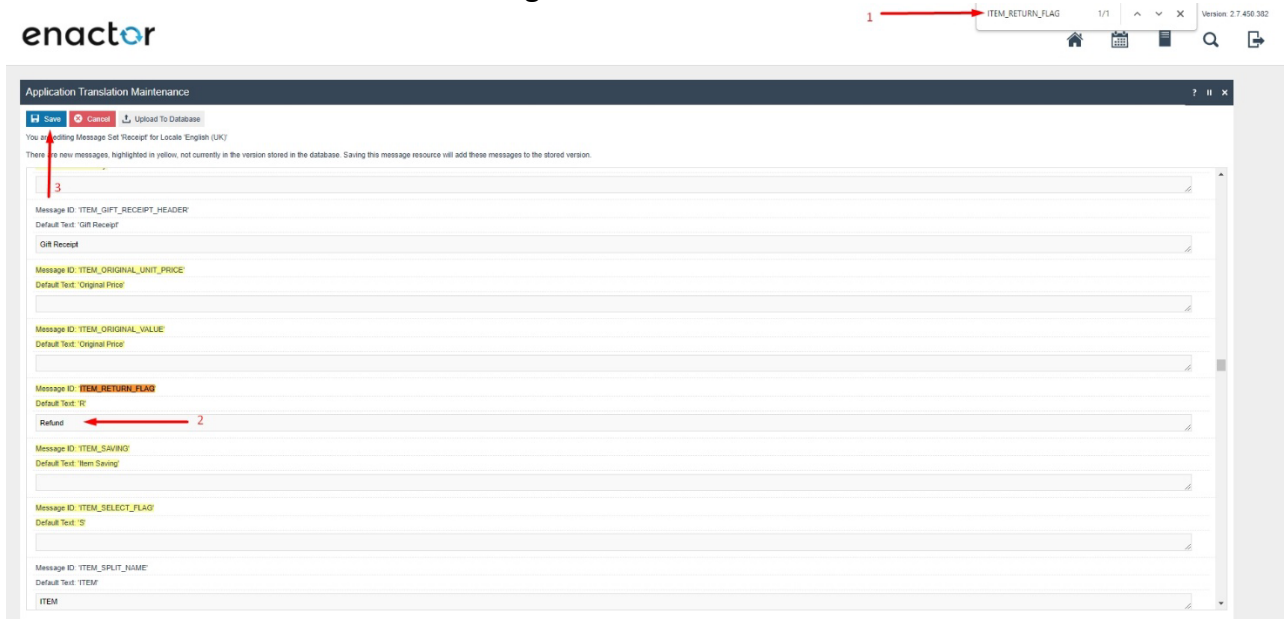 1
ITEM_RETURN_FLAG 1/1
Version: 2.7.450.382
enactor
Application Translation Maintenance
? II x
Save Cancel Upload To Database
You are editing Message Set 'Receipt' for Locale 'English (UK)'
There are new messages, highlighted in yellow, not currently in the version stored in the database. Saving this message resource will add these messages to the stored version.
3
Message ID: 'ITEM_GIFT_RECEIPT_HEADER'
Default Text: 'Gift Receipt'
Gift Receipt
Message ID: 'ITEM_ORIGINAL_UNIT_PRICE'
Default Text: 'Original Price'
Message ID: 'ITEM_ORIGINAL_VALUE'
Default Text: 'Original Price'
Message ID: 'ITEM_RETURN_FLAG'
Default Text: 'R'
Refund
2
Message ID: 'ITEM_SAVING'
Default Text: 'Item Saving'
Message ID: 'ITEM_SELECT_FLAG'
Default Text: 'S'
Message ID: 'ITEM_SPLIT_NAME'
Default Text: 'ITEM'
ITEM